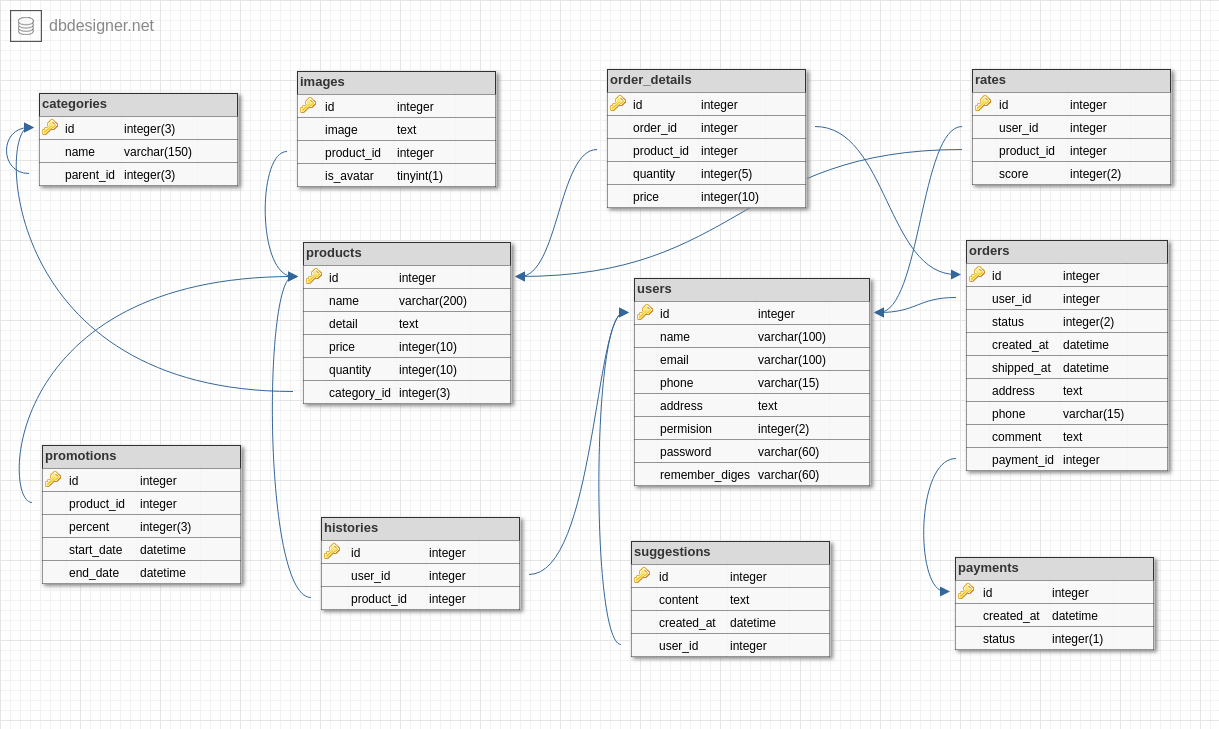 dbdesigner.net
categories
id integer(3)
name varchar(150)
parent_id integer(3)
images
id integer
image text
product_id integer
is_avatar tinyint(1)
order_details
id integer
order_id integer
product_id integer
quantity integer(5)
price integer(10)
rates
id integer
user_id integer
product_id integer
score integer(2)
products
id integer
name varchar(200)
detail text
price integer(10)
quantity integer(10)
category_id integer(3)
users
id integer
name varchar(100)
email varchar(100)
phone varchar(15)
address text
permision integer(2)
password varchar(60)
remember_diges varchar(60)
orders
id integer
user_id integer
status integer(2)
created_at datetime
shipped_at datetime
address text
phone varchar(15)
comment text
payment_id integer
promotions
id integer
product_id integer
percent integer(3)
start_date datetime
end_date datetime
histories
id integer
user_id integer
product_id integer
suggestions
id integer
content text
created_at datetime
user_id integer
payments
id integer
created_at datetime
status integer(1)